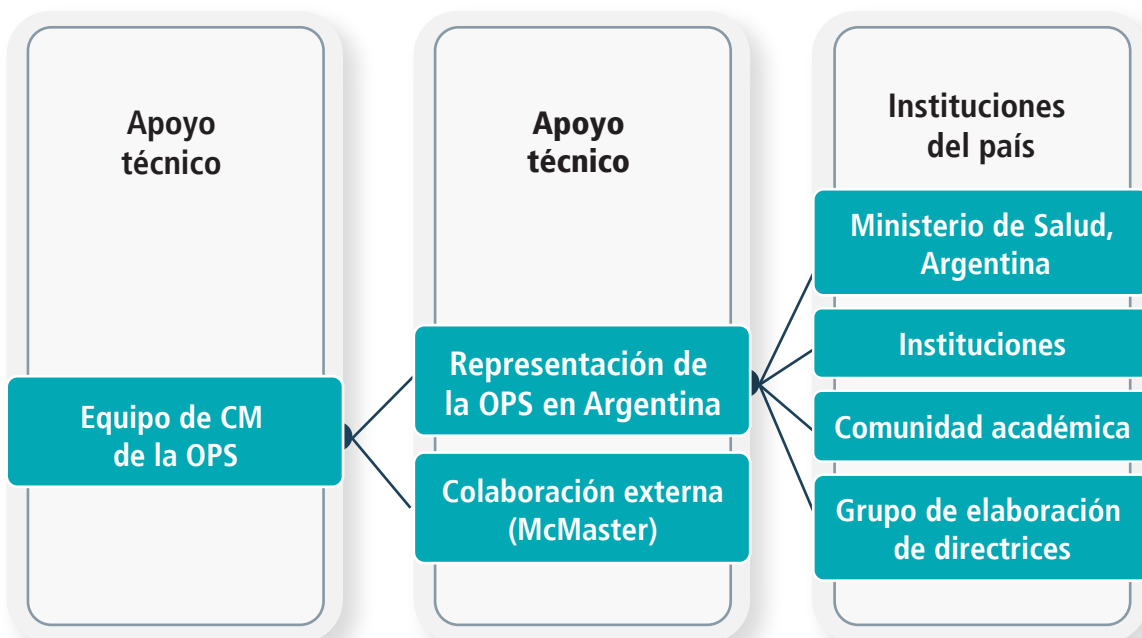 Apoyo
técnico
Equipo de CM
de la OPS
Apoyo
técnico
Representación de
la OPS en Argentina
Colaboración externa
(McMaster)
Instituciones
del país
Ministerio de Salud,
Argentina
Instituciones
Comunidad académica
Grupo de elaboración
de directrices